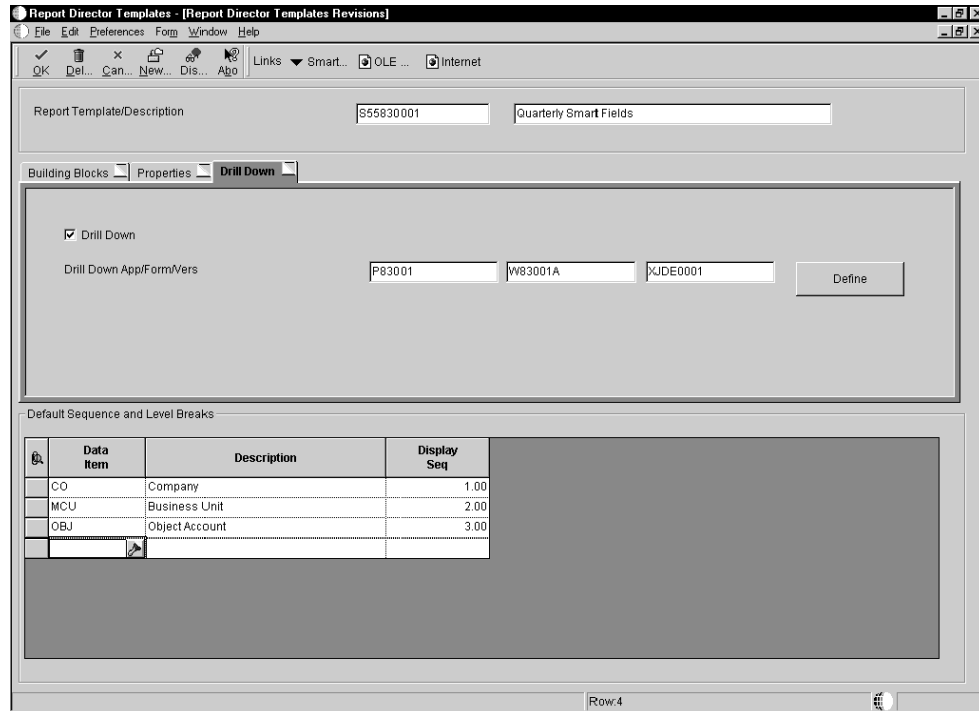 Report Director Templates - [Report Director Templates Revisions]
File Edit Preferences Form Window Help
OK Del... Can... New... Dis... Abo Links Smart... OLE ... Internet
Report Template/Description S55830001 Quarterly Smart Fields
Building Blocks Properties Drill Down
Drill Down
Drill Down App/Form/Vers P83001 W83001A XJDE0001 Define
Default Sequence and Level Breaks
Data Item Description Display Seq
CO Company 1.00
MCU Business Unit 2.00
OBJ Object Account 3.00
Row:4